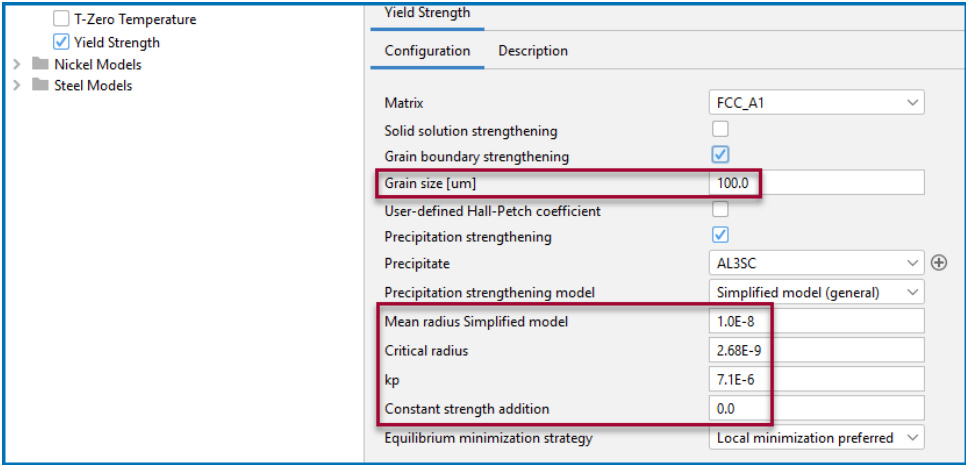 T-Zero Temperature
Yield Strength
Nickel Models
Steel Models
Yield Strength
Configuration Description
Matrix FCC_A1
Solid solution strengthening
Grain boundary strengthening
Grain size [um] 100.0
User-defined Hall-Petch coefficient
Precipitation strengthening
Precipitate AL3SC
Precipitation strengthening model Simplified model (general)
Mean radius Simplified model 1.0E-8
Critical radius 2.68E-9
kp 7.1E-6
Constant strength addition 0.0
Equilibrium minimization strategy Local minimization preferred